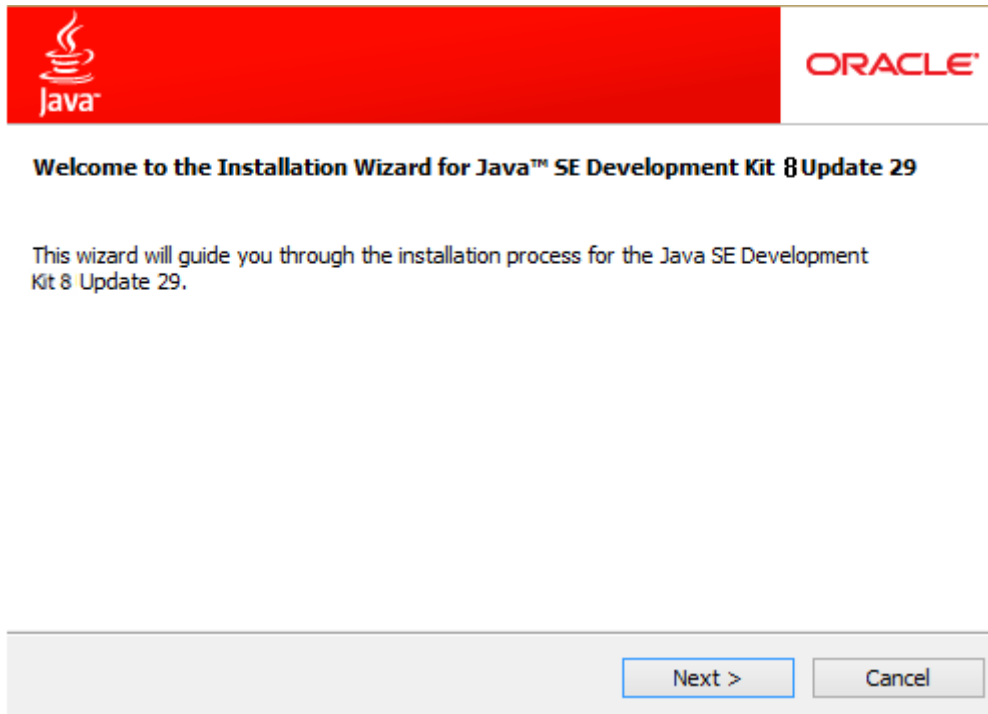 Java™
ORACLE®
Welcome to the Installation Wizard for Java™ SE Development Kit 8 Update 29
This wizard will guide you through the installation process for the Java SE Development
Kit 8 Update 29.
Next >
Cancel